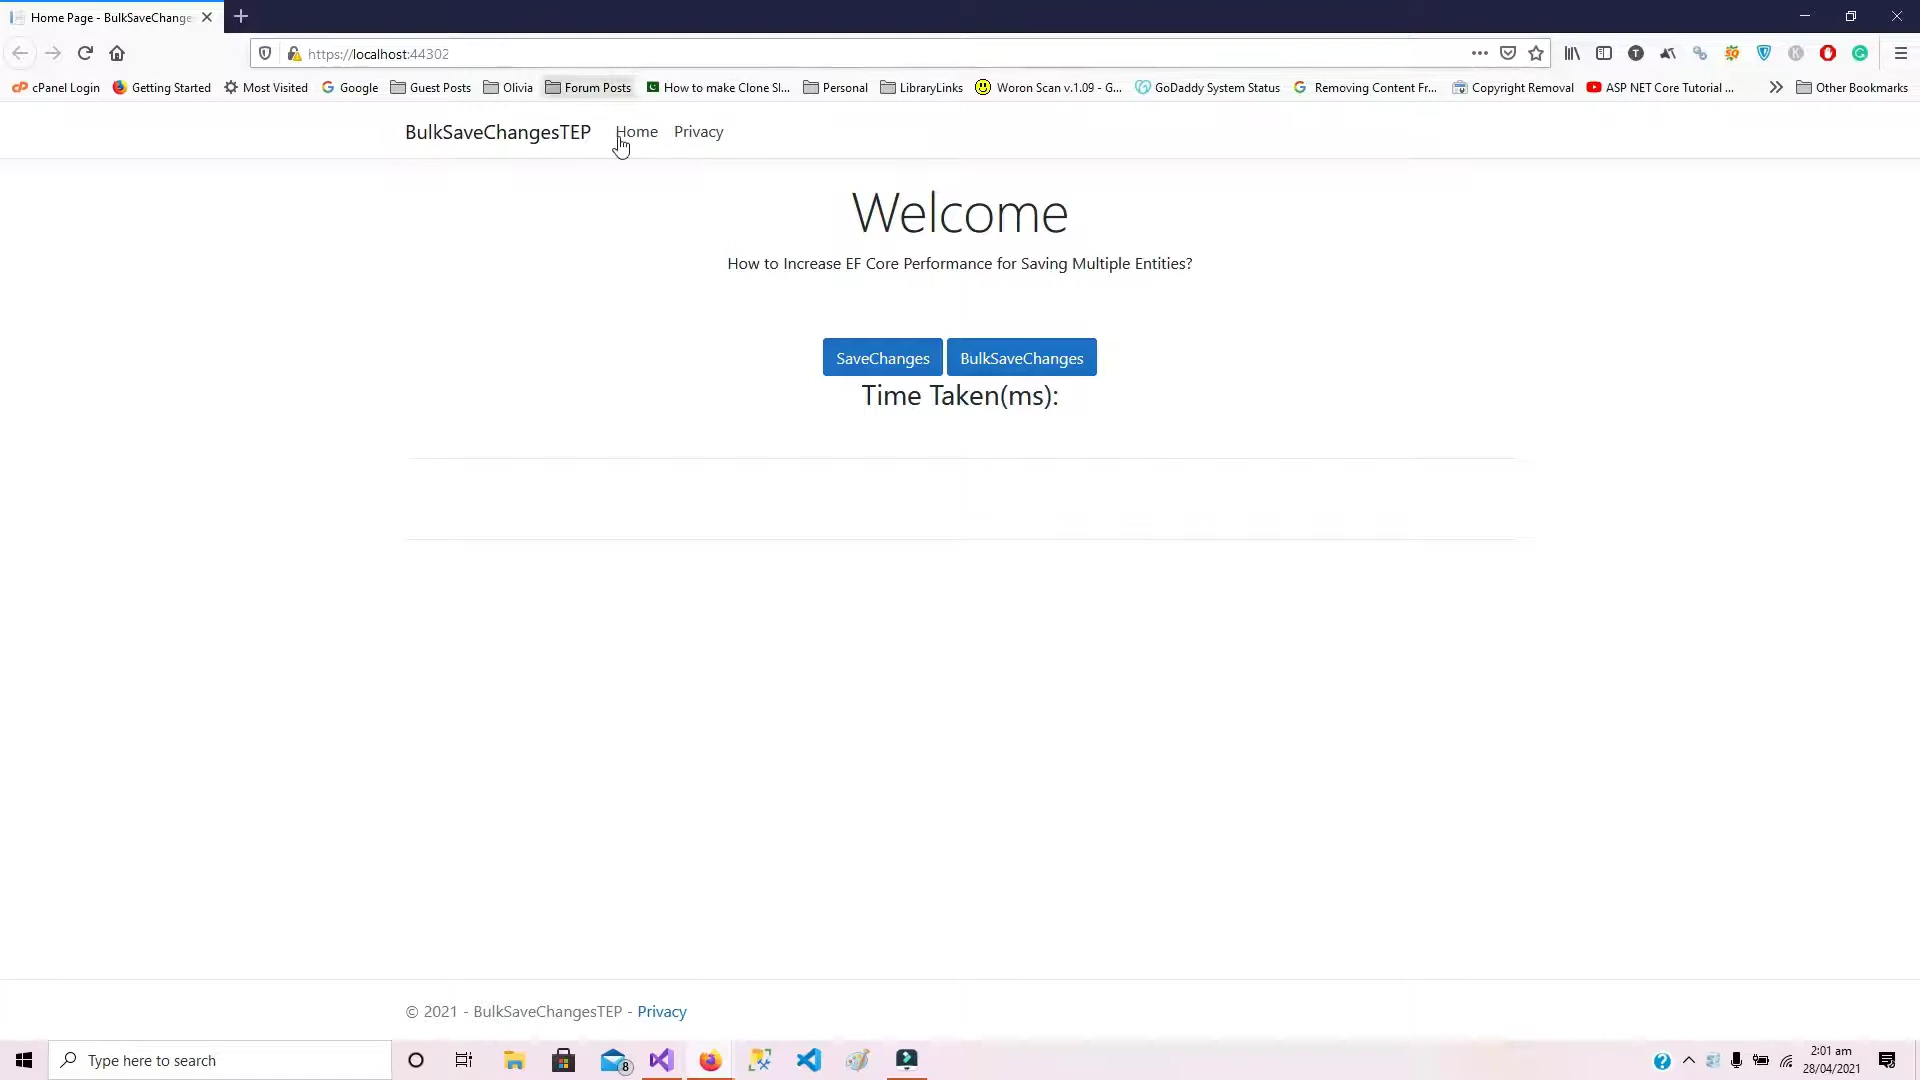 Home Page - BulkSaveChange
https://localhost:44302
cPanel Login Getting Started Most Visited Google Guest Posts Olivia Forum Posts How to make Clone Sl... Personal LibraryLinks Woron Scan v.1.09 - G... GoDaddy System Status Removing Content Fr... Copyright Removal ASP NET Core Tutorial ... Other Bookmarks
BulkSaveChangesTEP Home Privacy
Welcome
How to Increase EF Core Performance for Saving Multiple Entities?
SaveChanges BulkSaveChanges
Time Taken(ms):
© 2021 - BulkSaveChangesTEP - Privacy
Type here to search
8
2:01 am
28/04/2021